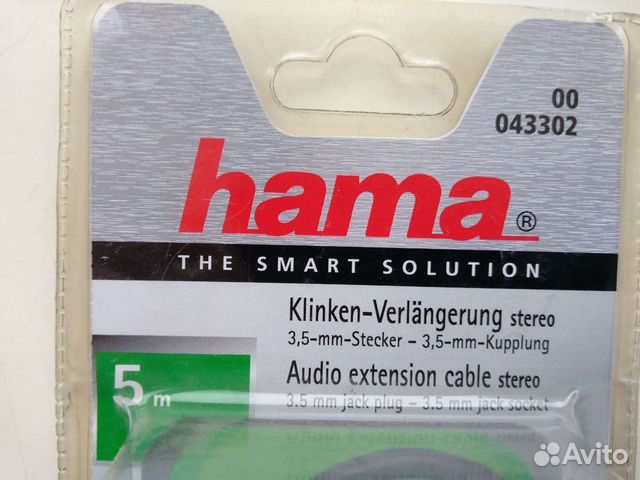 00
043302
hama®
THE SMART SOLUTION
Klinken-Verlängerung stereo
3,5-mm-Stecker – 3,5-mm-Kupplung
5 m
Audio extension cable stereo
3.5 mm jack plug – 3.5 mm jack socket
Avito